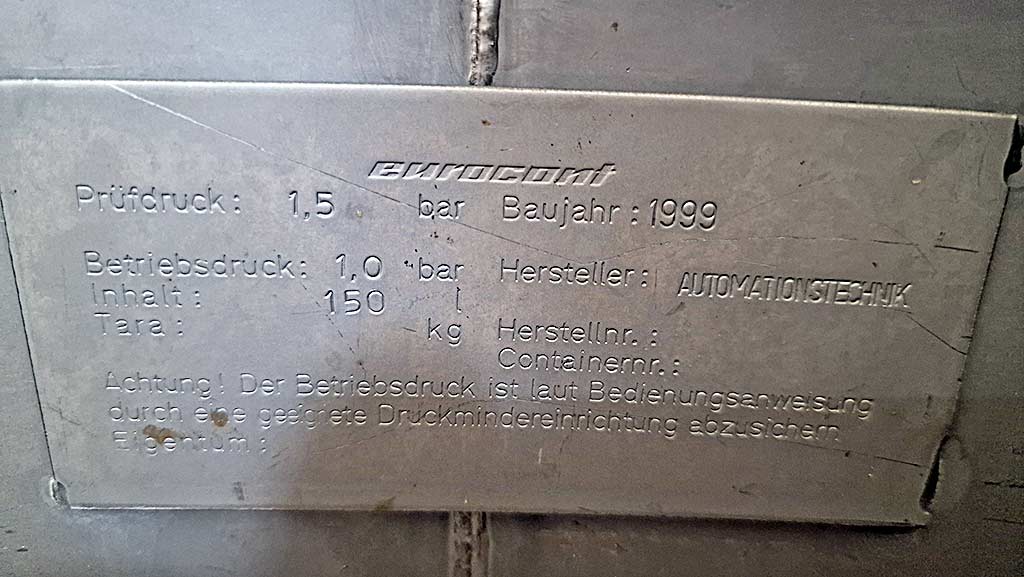 eurocont
Prüfdruck: 1,5 bar Baujahr: 1999
Betriebsdruck: 1,0 bar Hersteller: AUTOMATIONSTECHNIK
Inhalt: 150 l
Tara: kg Herstellnr.:
Containernr.:
Achtung! Der Betriebsdruck ist laut Bedienungsanweisung
durch eine geeignete Druckmindereinrichtung abzusichern
Eigentum: